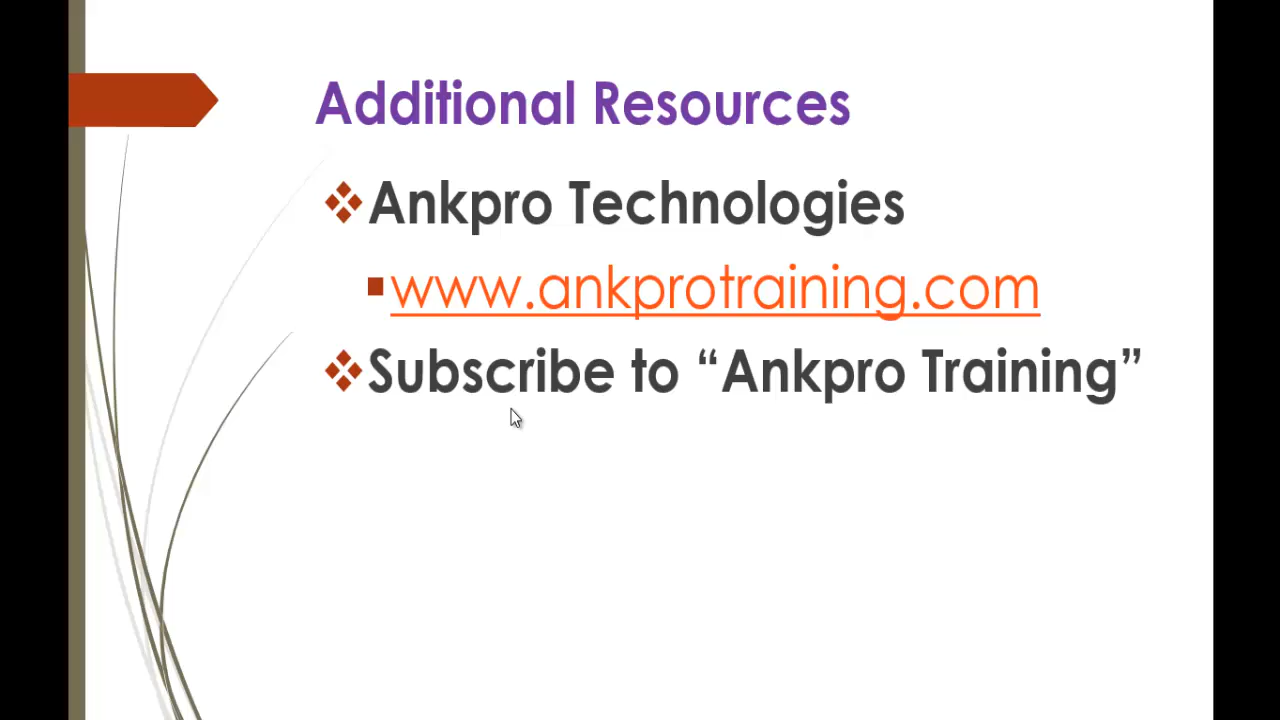 Additional Resources
Ankpro Technologies
www.ankprotraining.com
Subscribe to “Ankpro Training”